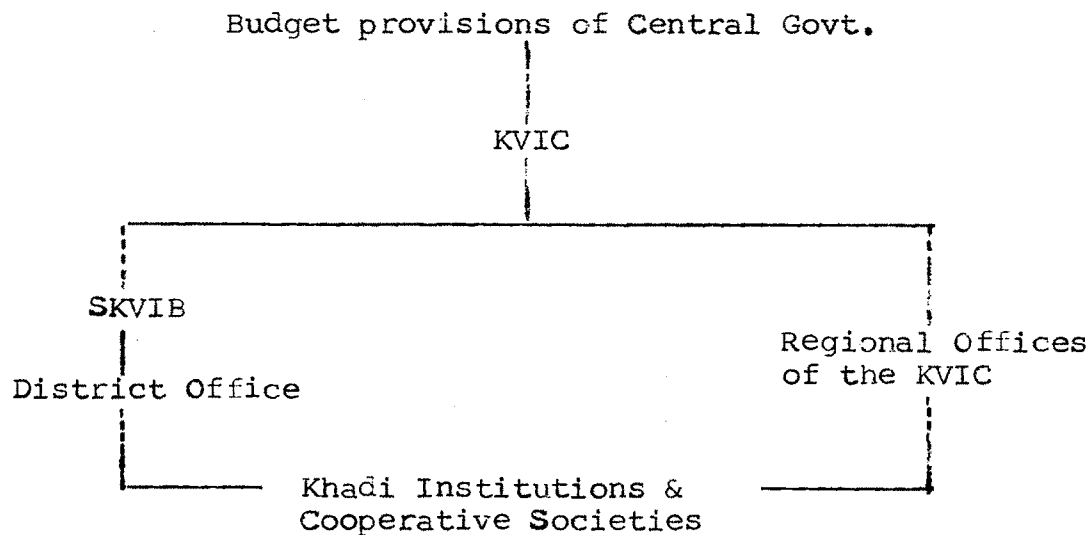 Budget provisions of Central Govt.
KVIC
SKVIB
District Office
Regional Offices
of the KVIC
Khadi Institutions &
Cooperative Societies